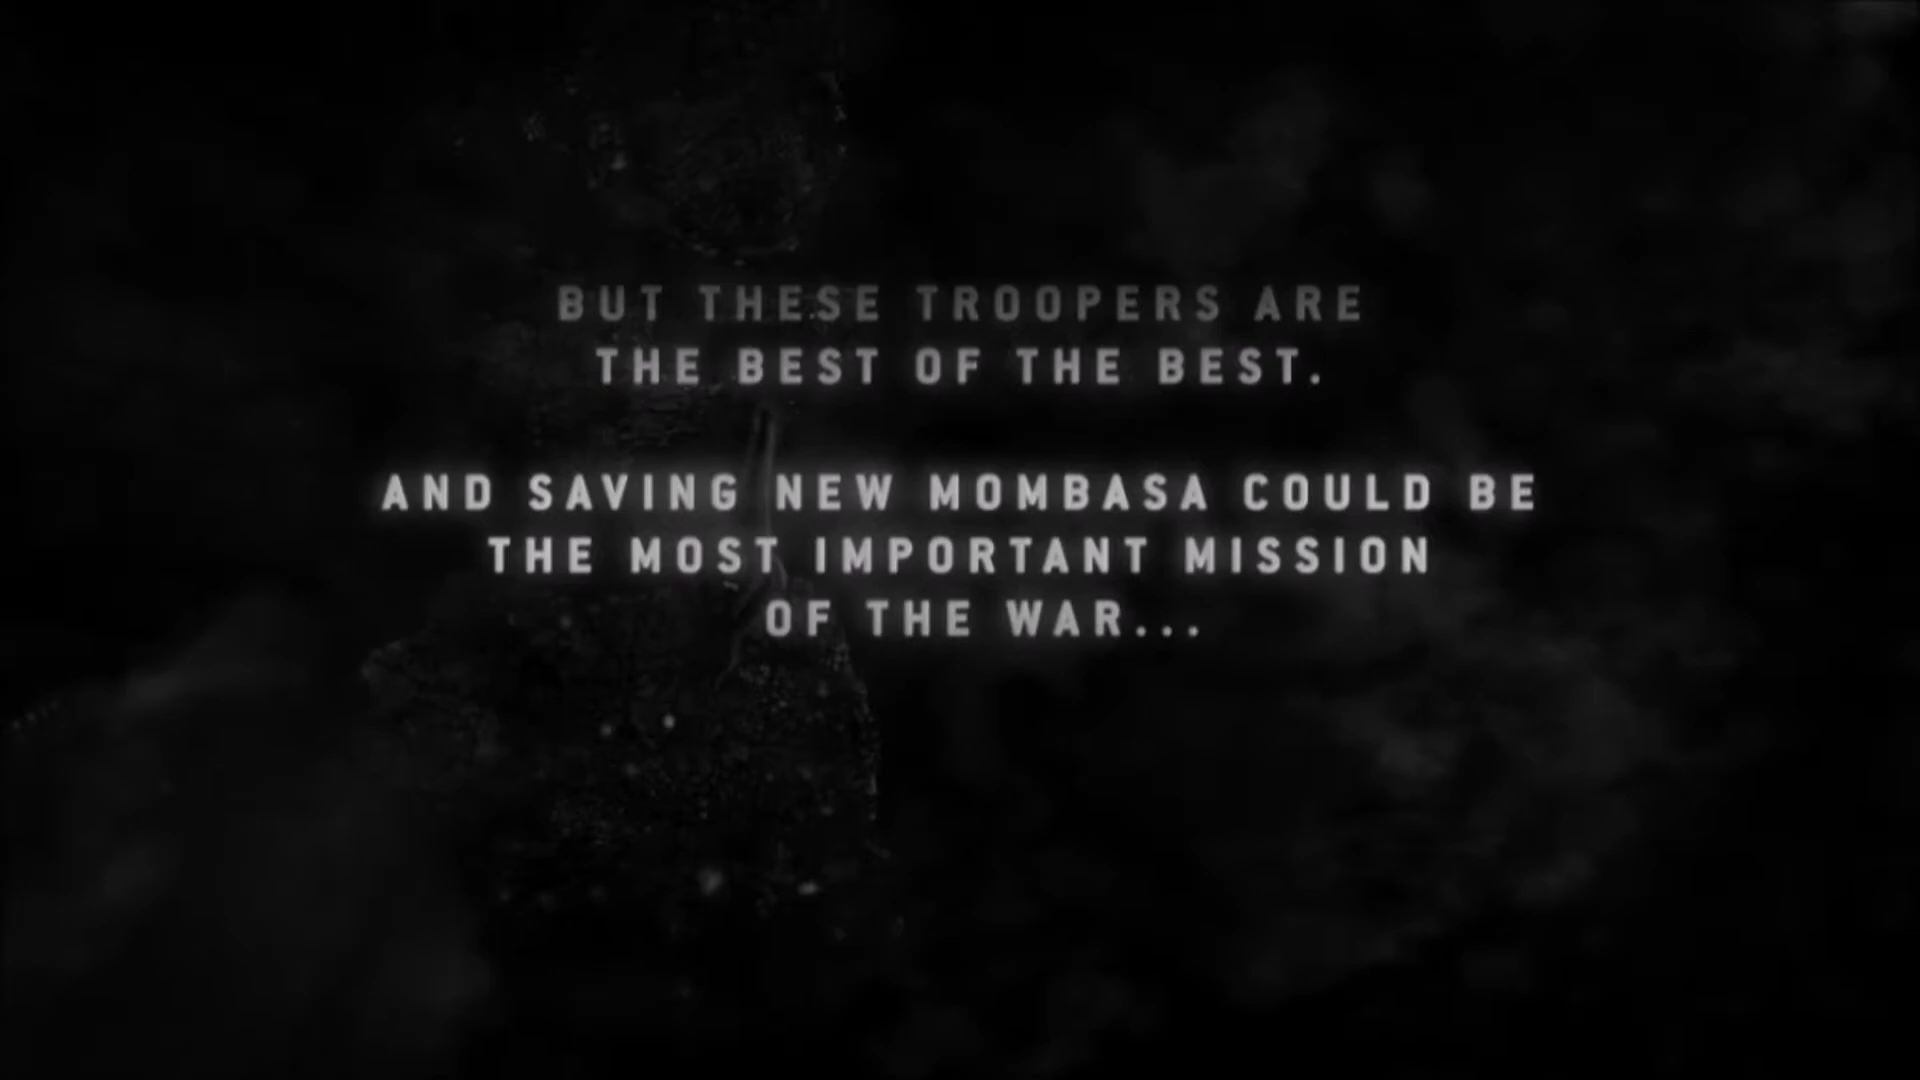 BUT THESE TROOPERS ARE
THE BEST OF THE BEST.
AND SAVING NEW MOMBASA COULD BE
THE MOST IMPORTANT MISSION
OF THE WAR...